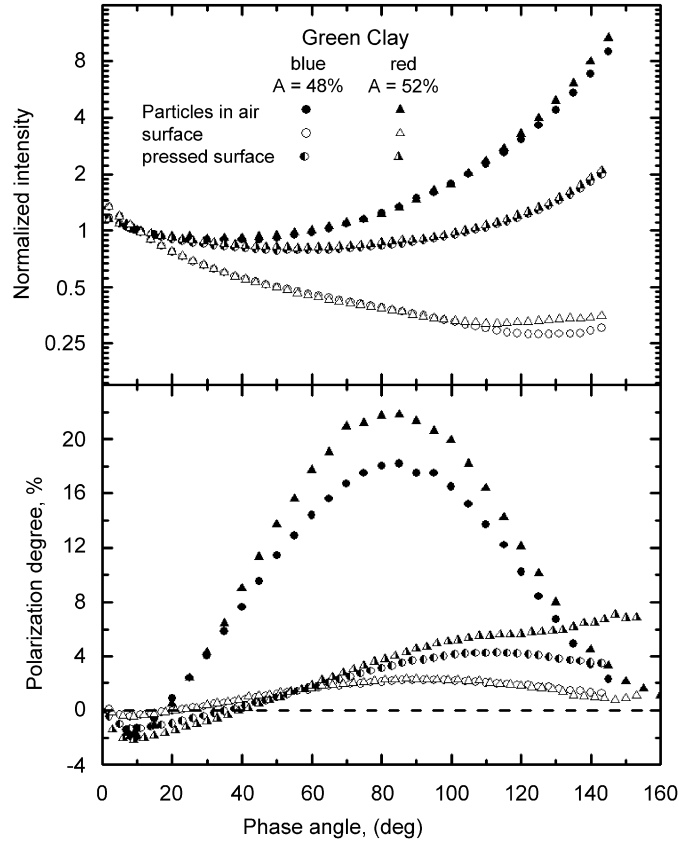 Green Clay
blue red
A = 48% A = 52%
Particles in air
surface
pressed surface
Normalized intensity
8
4
2
1
0.5
0.25
Polarization degree, %
20
16
12
8
4
0
-4
0 20 40 60 80 100 120 140 160
Phase angle, (deg)